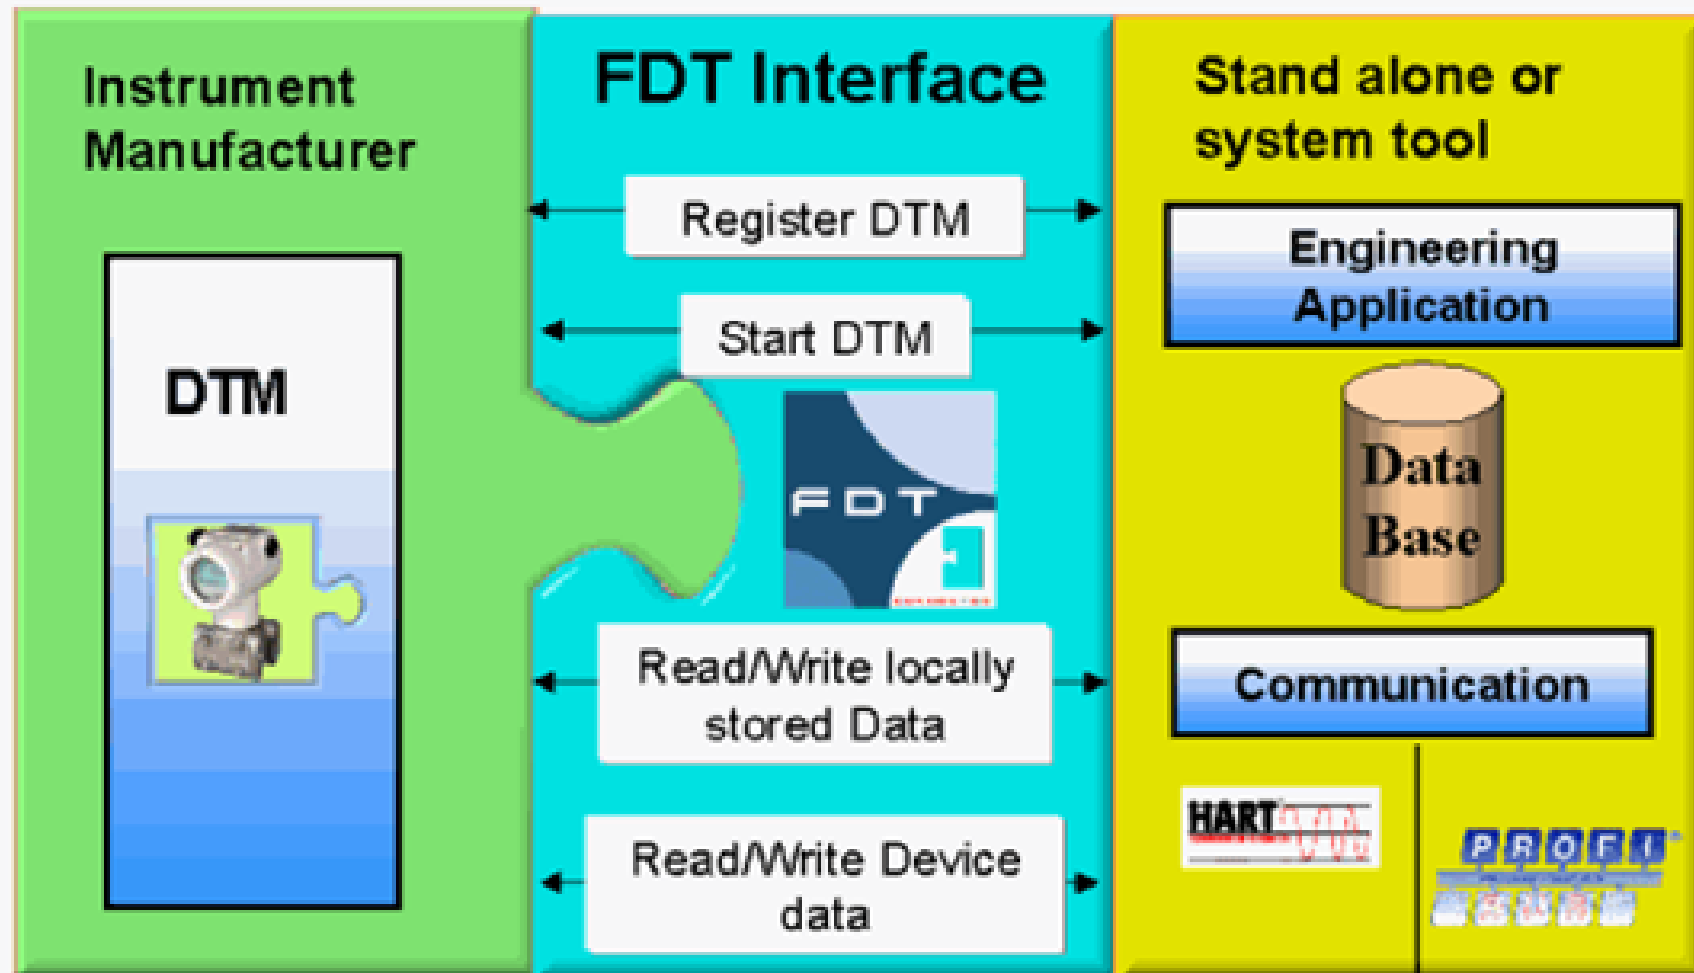 Instrument
Manufacturer
DTM
FDT Interface
Register DTM
Start DTM
FDT
Read/Write locally
stored Data
Read/Write Device
data
Stand alone or
system tool
Engineering
Application
Data
Base
Communication
HART
PROFI